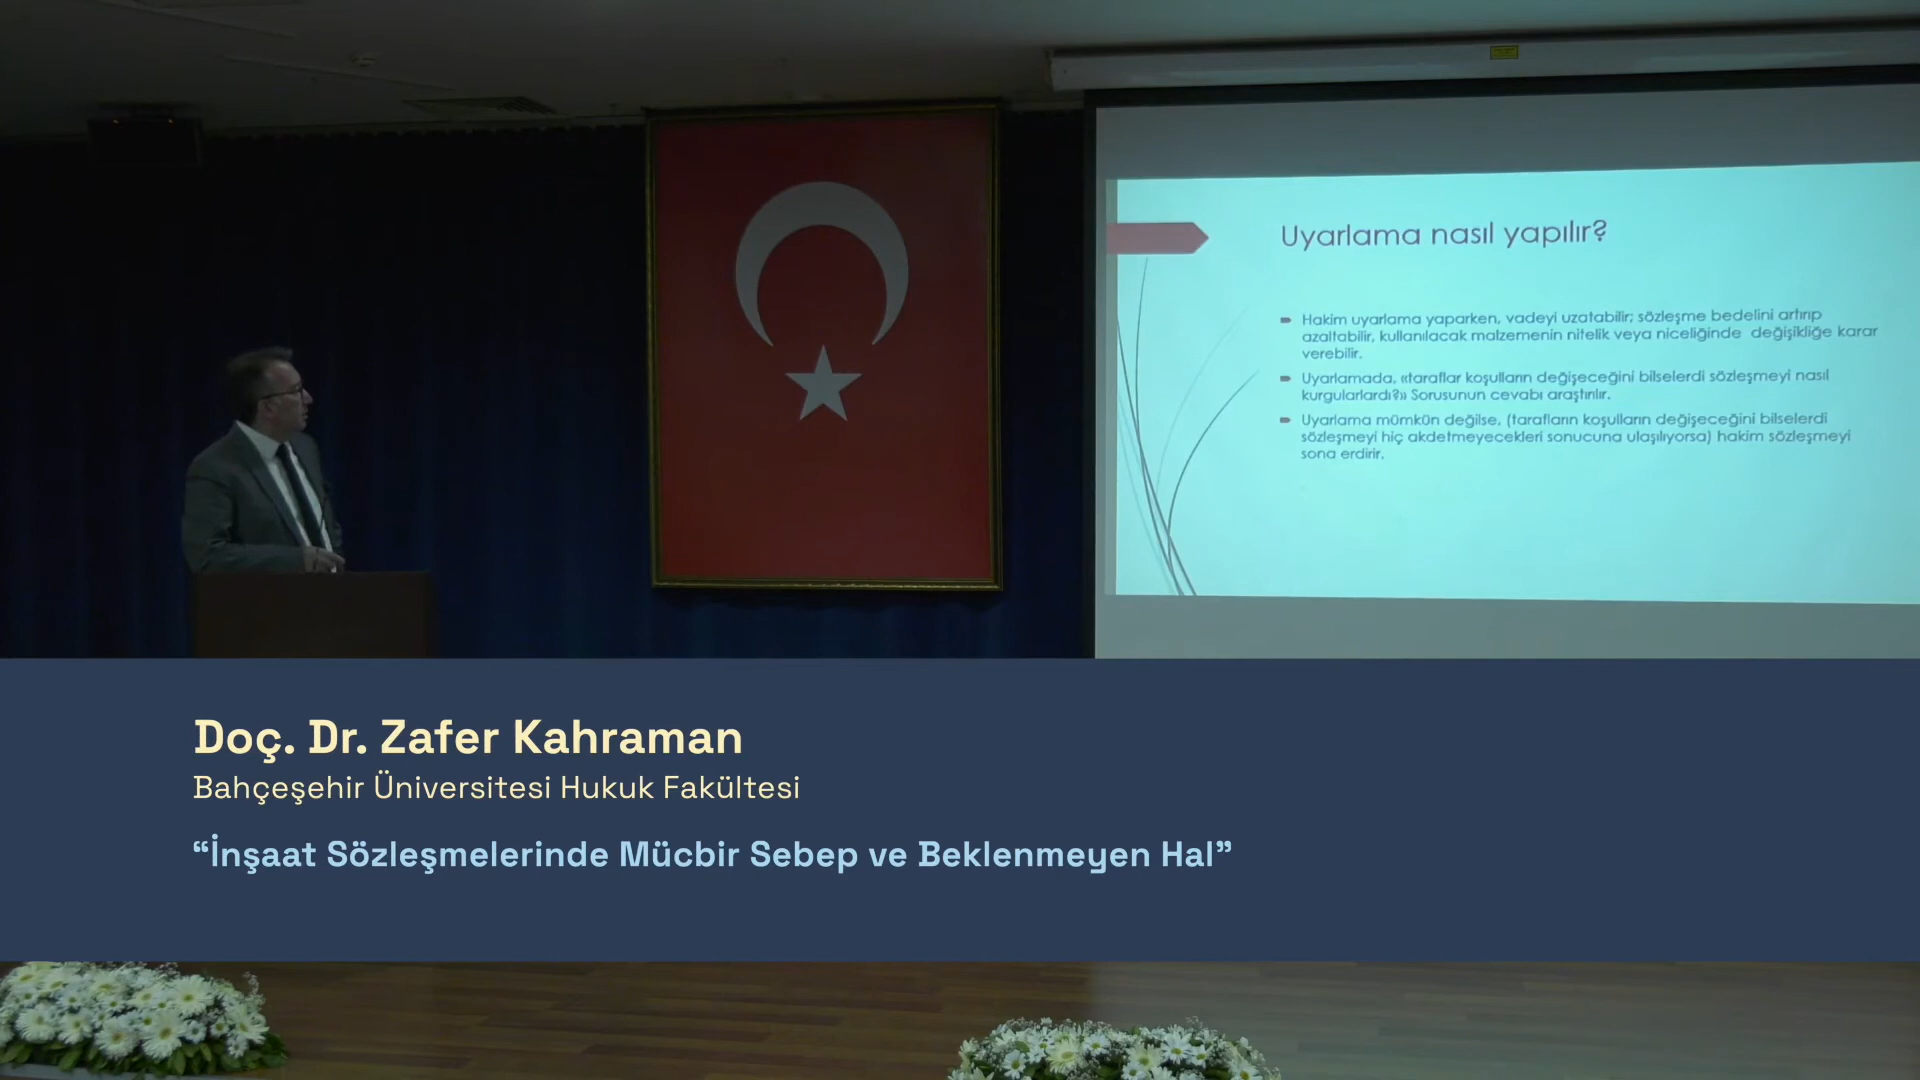 Uyarlama nasıl yapılır?
Hakim uyarlama yaparken, vadeyi uzatabilir; sözleşme bedelini artırıp
azaltabilir, kullanılacak malzemenin nitelik veya niceliğinde değişikliğe karar
verebilir.
Uyarlamada, «taraflar koşulların değişeceğini bilselerdi sözleşmeyi nasıl
kurgularlardı?» Sorusunun cevabı araştırılır.
Uyarlama mümkün değilse, (tarafların koşulların değişeceğini bilselerdi
sözleşmeyi hiç akdetmeyecekleri sonucuna ulaşılıyorsa) hakim sözleşmeyi
sona erdirir.
Doç. Dr. Zafer Kahraman
Bahçeşehir Üniversitesi Hukuk Fakültesi
“İnşaat Sözleşmelerinde Mücbir Sebep ve Beklenmeyen Hal”